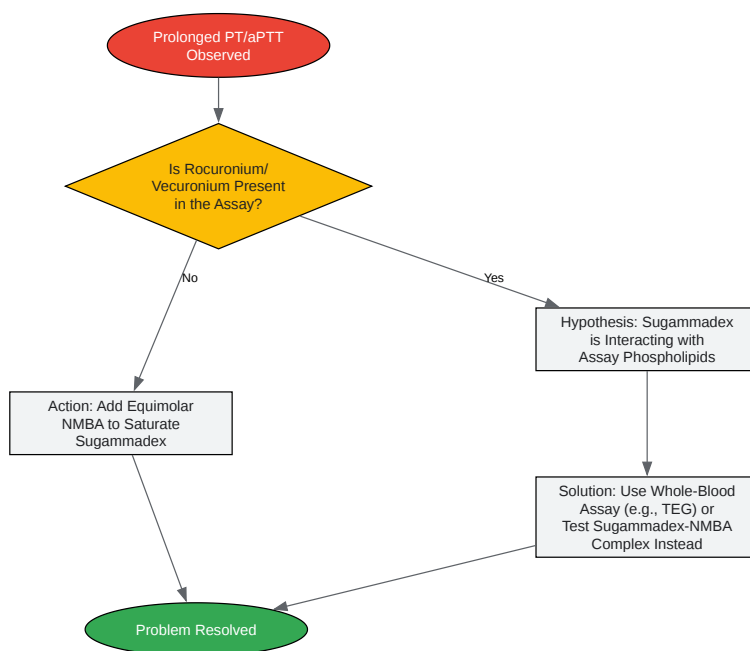 Prolonged PT/aPTT
Observed
Is Rocuronium/
Vecuronium Present
in the Assay?
No
Yes
Hypothesis: Sugammadex
is Interacting with
Assay Phospholipids
Action: Add Equimolar
NMBA to Saturate
Sugammadex
Solution: Use Whole-Blood
Assay (e.g., TEG) or
Test Sugammadex-NMBA
Complex Instead
Problem Resolved